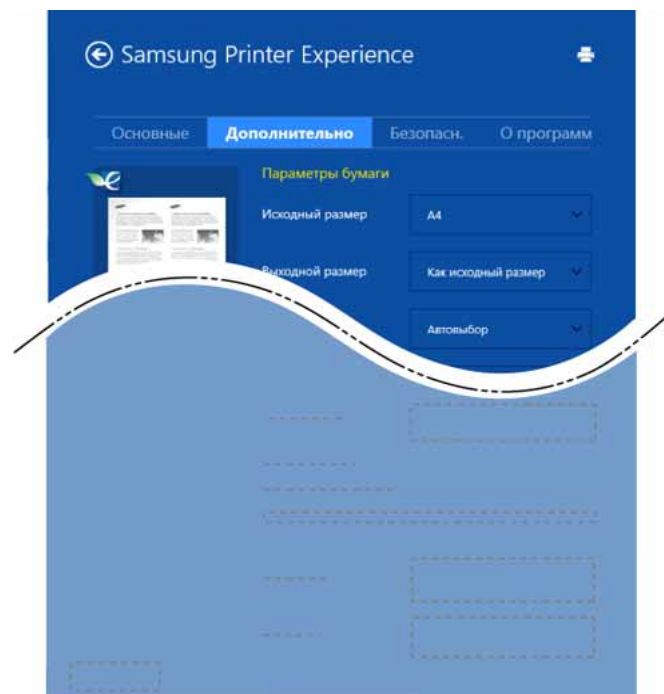 Samsung Printer Experience
Основные Дополнительно Безопасн. О программ
Параметры бумаги
Исходный размер A4
Выходной размер Как исходный размер
Автовыбор